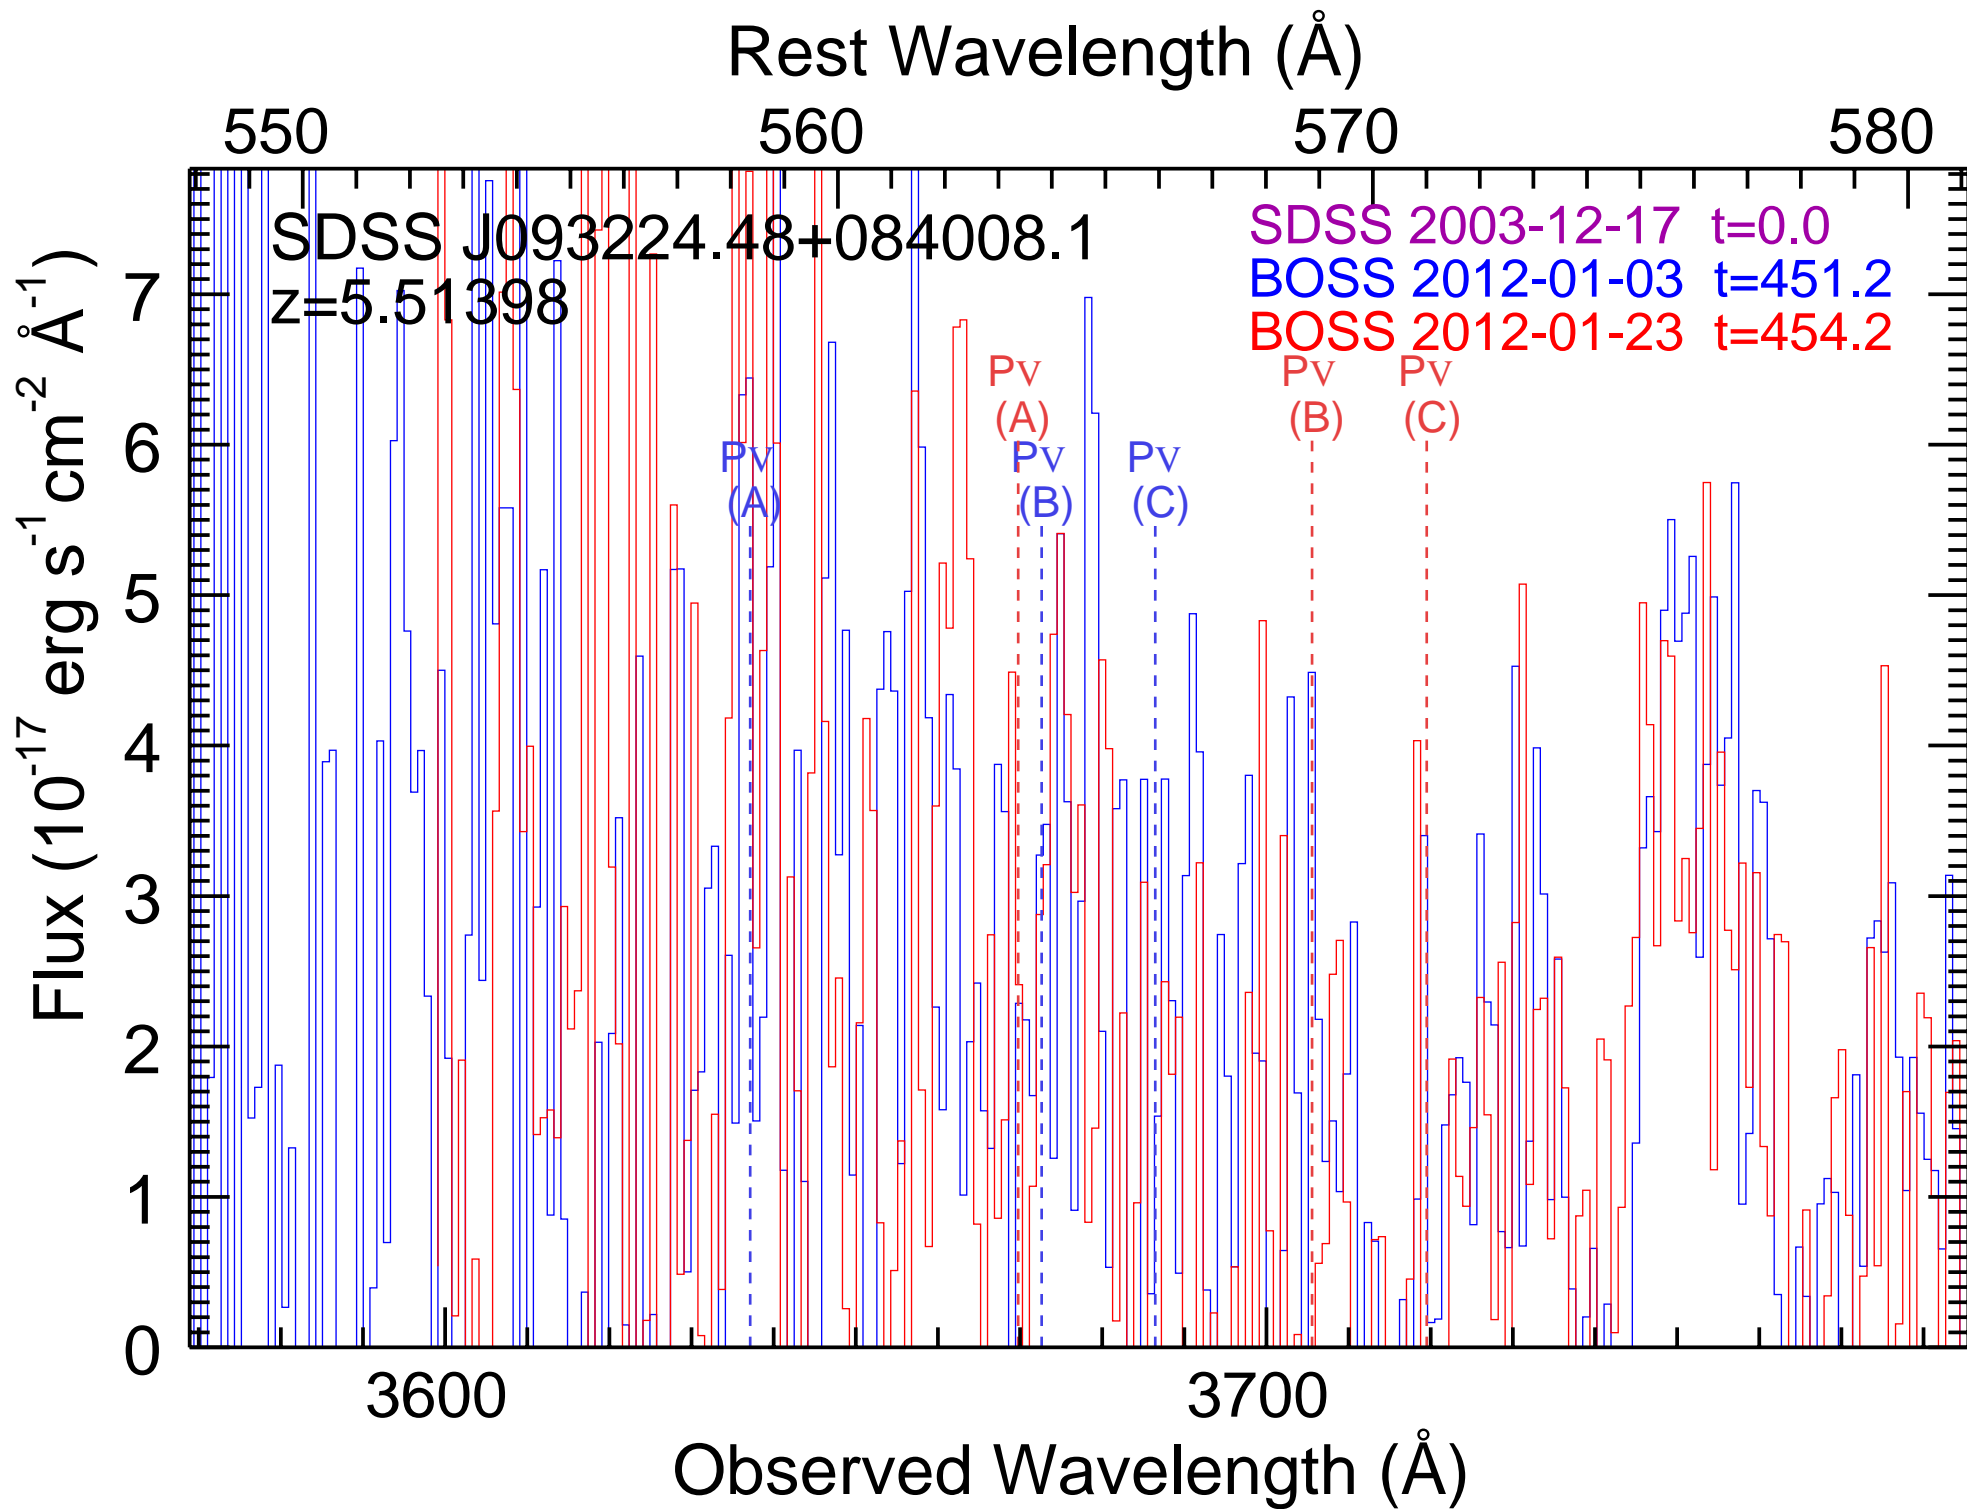 Rest Wavelength (Å)
550 560 570 580
SDSS J093224.48+084008.1
z=5.51398
SDSS 2003-12-17 t=0.0
BOSS 2012-01-03 t=451.2
BOSS 2012-01-23 t=454.2
PV (A)
PV (B)
PV (C)
PV (A)
PV (B)
PV (C)
Flux (10⁻¹⁷ erg s⁻¹ cm⁻² Å⁻¹)
7
6
5
4
3
2
1
0
3600 3700
Observed Wavelength (Å)